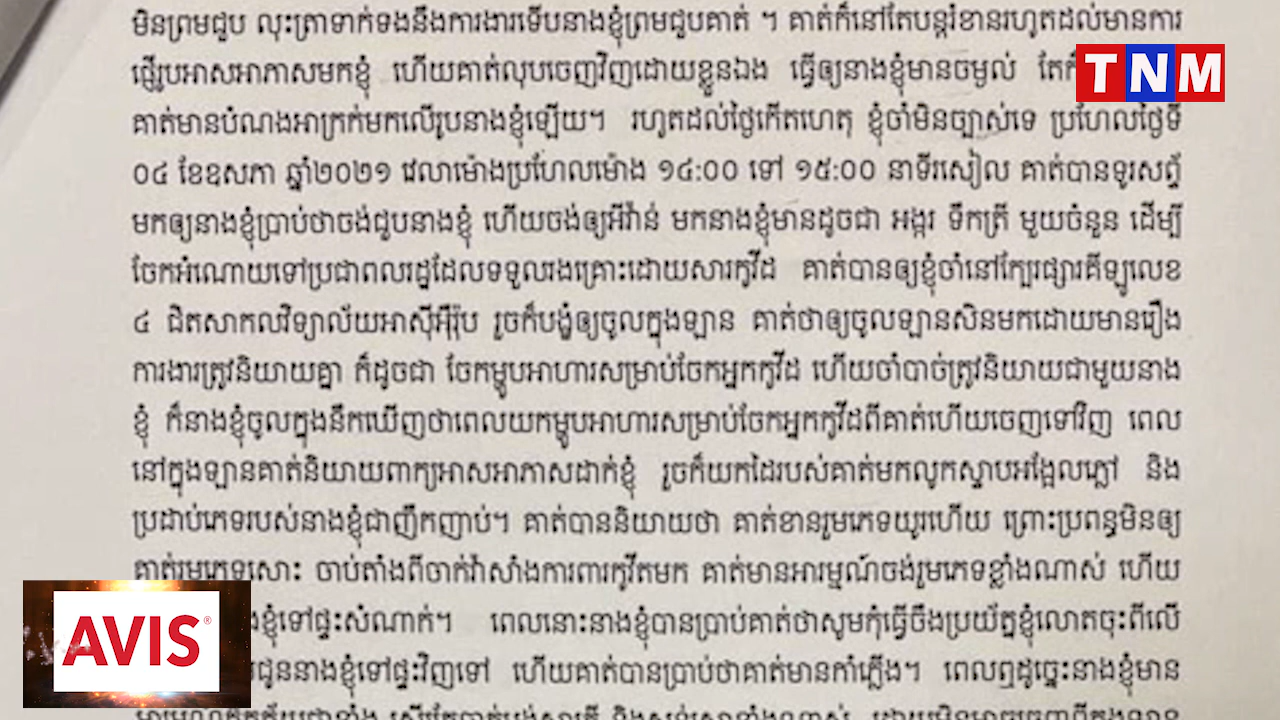 មិនព្រមជួប លុះត្រាទាក់ទងនឹងការងារទើបនាងខ្ញុំព្រមជួបគាត់ ។ គាត់ក៏នៅតែបន្តរំខានរហូតដល់មានការ
ផ្ញើរូបអាសអាភាសមកខ្ញុំ ហើយគាត់លុបចេញវិញដោយខ្លួនឯង ធ្វើឲ្យនាងខ្ញុំមានចម្ងល់ តែ
TNM
គាត់មានបំណងអាក្រក់មកលើរូបនាងខ្ញុំឡើយ។ រហូតដល់ថ្ងៃកើតហេតុ ខ្ញុំចាំមិនច្បាស់ទេ ប្រហែលថ្ងៃទី
០៤ ខែឧសភា ឆ្នាំ២០២១ វេលាម៉ោងប្រហែលម៉ោង ១៤:០០ ទៅ ១៥:០០ នាទីរសៀល គាត់បានទូរសព្ទ័
មកឲ្យនាងខ្ញុំប្រាប់ថាចង់ជួបនាងខ្ញុំ ហើយចង់ឲ្យអីវ៉ាន់ មកនាងខ្ញុំមានដូចជា អង្ករ ទឹកត្រី មួយចំនួន ដើម្បី
ចែកអំណោយទៅប្រជាពលរដ្ឋដែលទទួលរងគ្រោះដោយសារកូវីដ គាត់បានឲ្យខ្ញុំចាំនៅក្បែរផ្សារគីឡូលេខ
៤ ជិតសាកលវិទ្យាល័យអាស៊ីអ៊ឺរ៉ុប រួចក៏បង្ខំឲ្យចូលក្នុងឡាន គាត់ថាឲ្យចូលឡានសិនមកដោយមានរឿង
ការងារត្រូវនិយាយគ្នា ក៏ដូចជា ចែកម្ហូបអាហារសម្រាប់ចែកអ្នកកូវីដ ហើយចាំបាច់ត្រូវនិយាយជាមួយនាង
ខ្ញុំ ក៏នាងខ្ញុំចូលក្នុងនឹកឃើញថាពេលយកម្ហូបអាហារសម្រាប់ចែកអ្នកកូវីដពីគាត់ហើយចេញទៅវិញ ពេល
នៅក្នុងឡានគាត់និយាយពាក្យអាសអាភាសដាក់ខ្ញុំ រួចក៏យកដៃរបស់គាត់មកលូកស្ទាបអង្អែលភ្លៅ និង
ប្រដាប់ភេទរបស់នាងខ្ញុំជាញឹកញាប់។ គាត់បាននិយាយថា គាត់ខានរួមភេទយូរហើយ ព្រោះប្រពន្ធមិនឲ្យ
គាត់រួមភេទសោះ ចាប់តាំងពីចាក់វ៉ាសាំងការពារកូវីតមក គាត់មានអារម្មណ៍ចង់រួមភេទខ្លាំងណាស់ ហើយ
ខ្ញុំទៅផ្ទះសំណាក់។ ពេលនោះនាងខ្ញុំបានប្រាប់គាត់ថាសូមកុំធ្វើចឹងប្រយ័ត្នខ្ញុំលោតចុះពីលើ
ជូននាងខ្ញុំទៅផ្ទះវិញទៅ ហើយគាត់បានប្រាប់ថាគាត់មានកាំភ្លើង។ ពេលឮដូច្នេះនាងខ្ញុំមាន
AVIS®